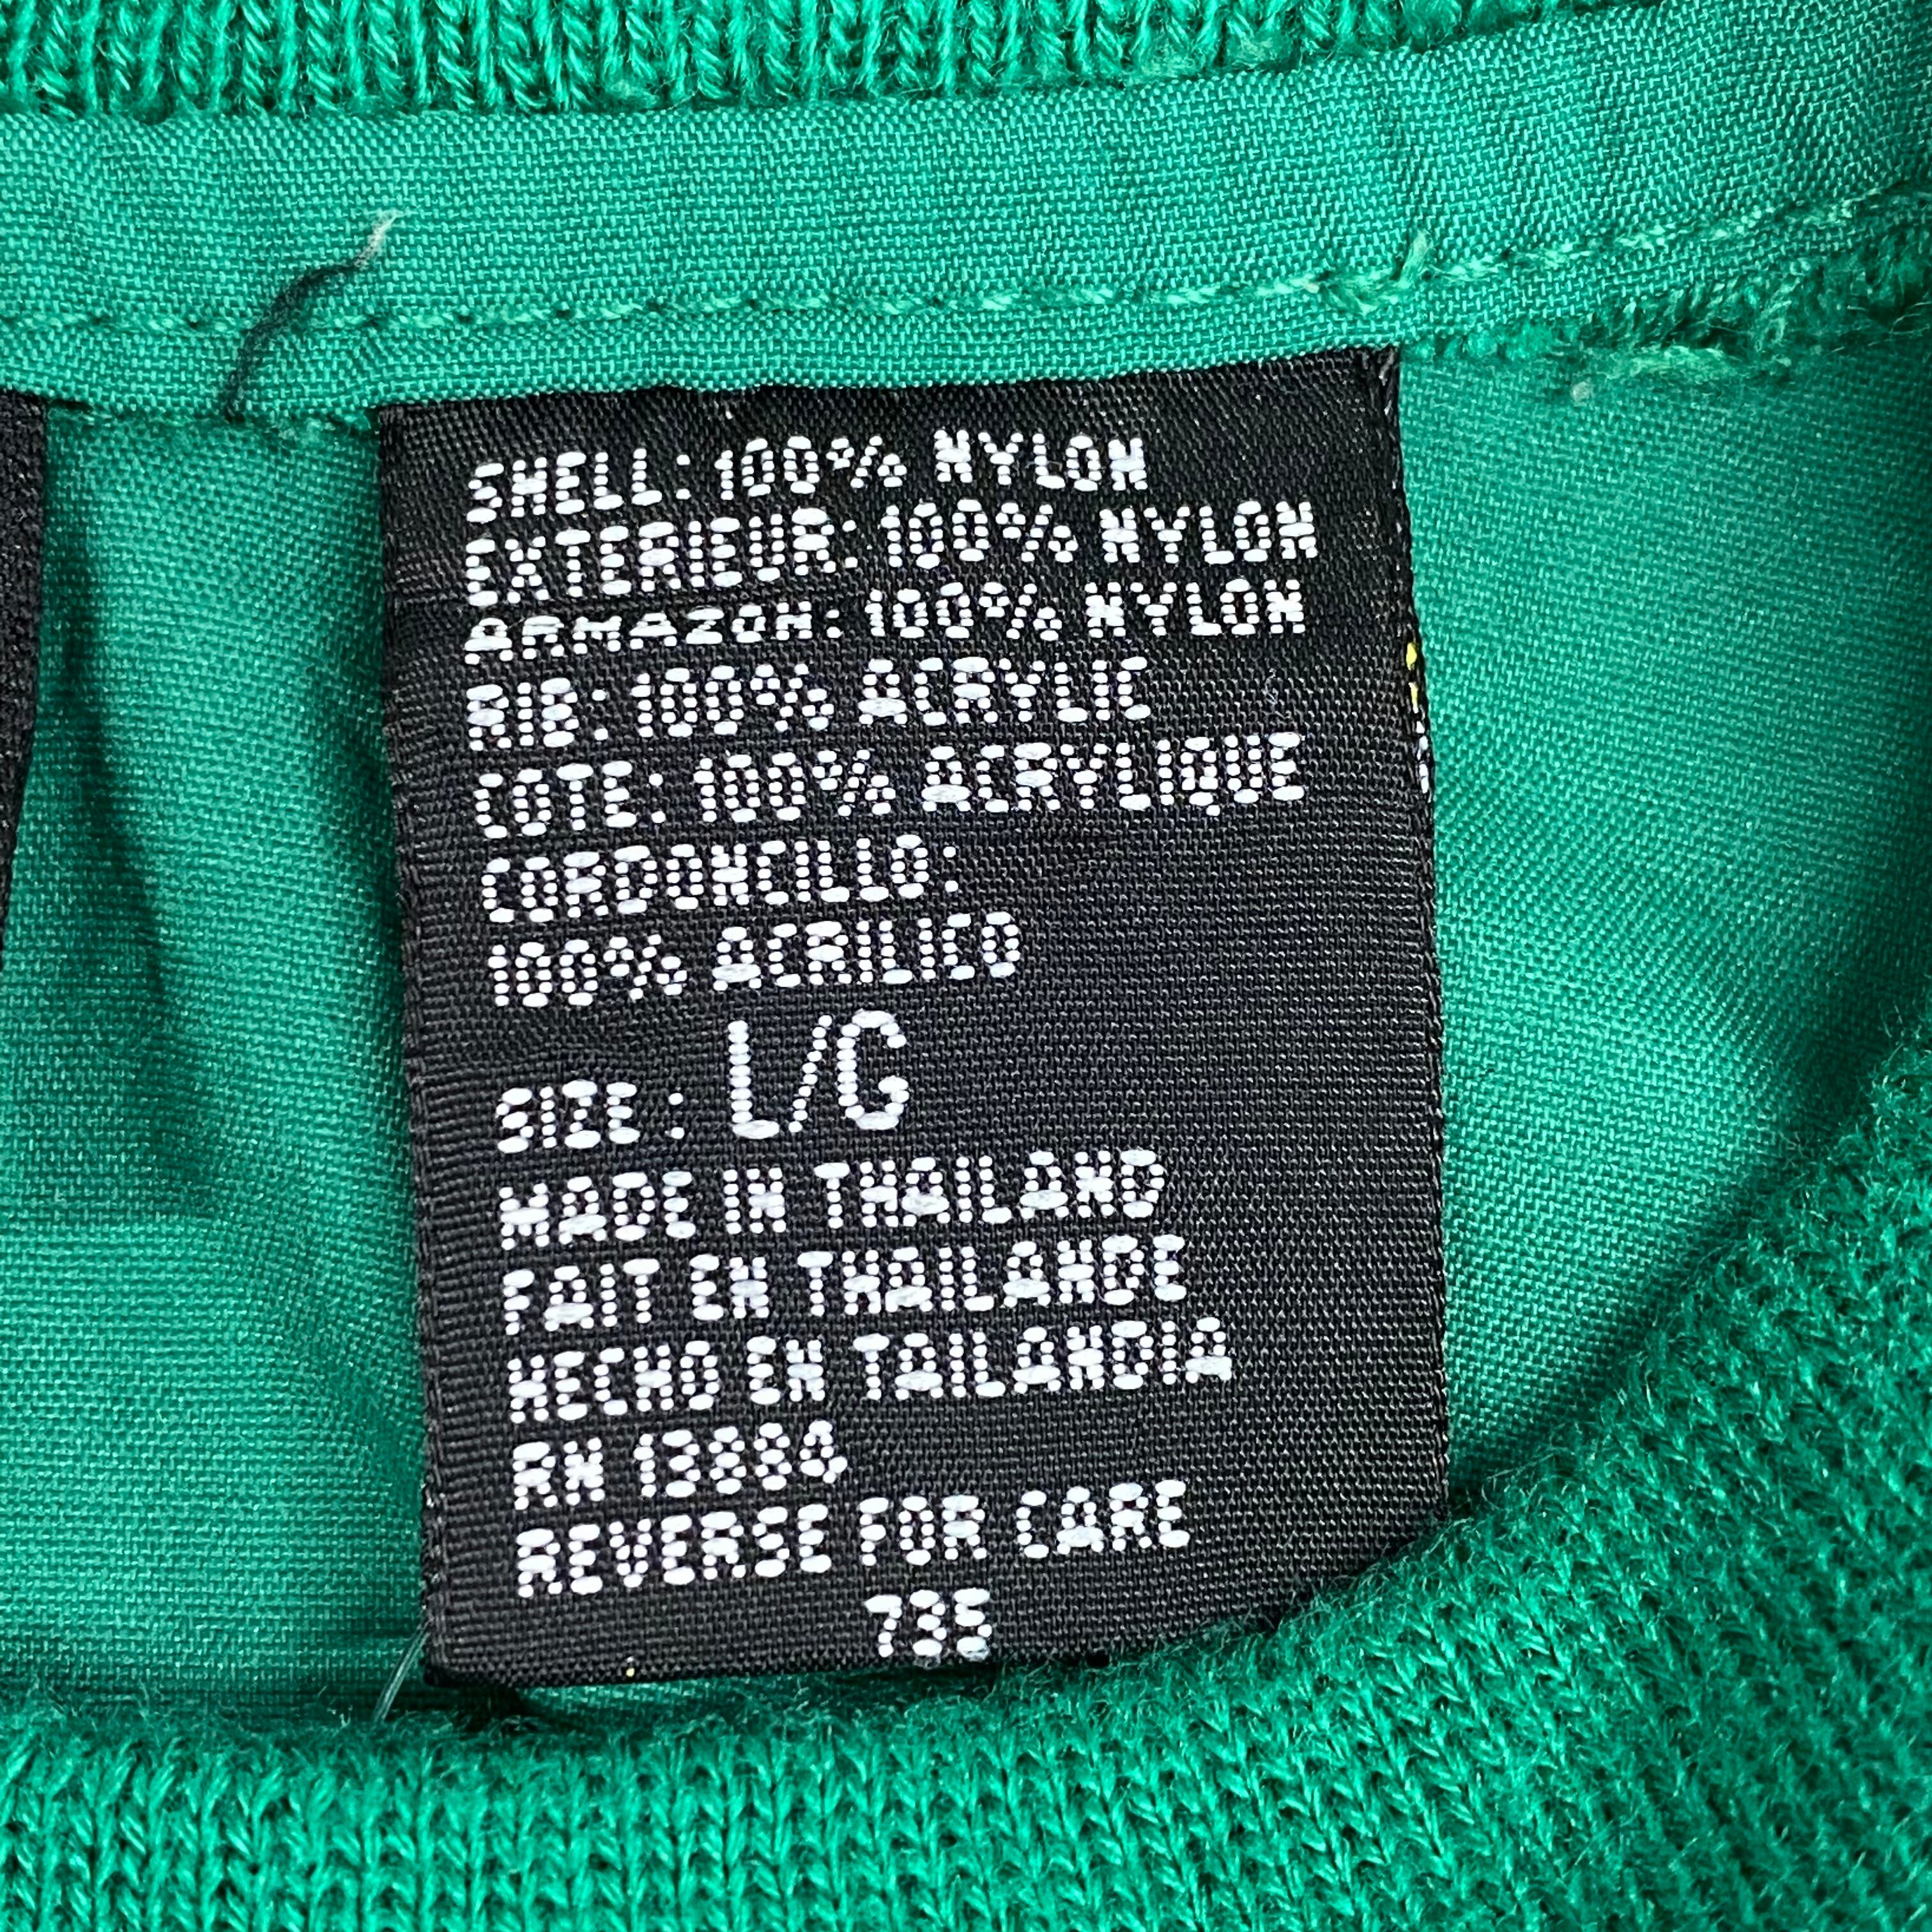 SHELL: 100% NYLON
EXTERIEUR: 100% NYLON
ARMAZON: 100% NYLON
RIB: 100% ACRYLIC
COTE: 100% ACRYLIQUE
CORDONCILLO:
100% ACRILICO
SIZE: L/G
MADE IN THAILAND
FAIT EN THAILANDE
HECHO EN TAILANDIA
RN 13884
REVERSE FOR CARE
735